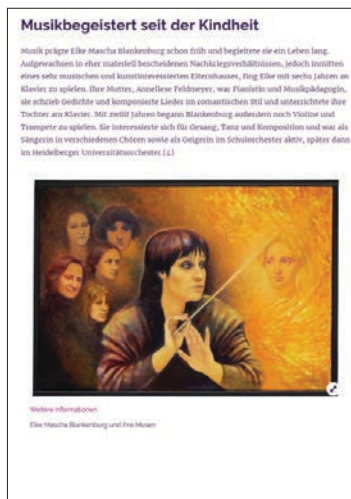 Musikbegeistert seit der Kindheit
Musik prägte Elke Mascha Blankenburg schon früh und begleitete sie ein Leben lang.
Aufgewachsen in eher materiell bescheidenen Nachkriegsverhältnissen, jedoch inmitten
eines sehr musischen und kunstinteressierten Elternhauses, fing Elke mit sechs Jahren an
Klavier zu spielen. Ihre Mutter, Anneliese Feldmeyer, war Pianistin und Musikpädagogin,
sie schrieb Gedichte und komponierte Lieder im romantischen Stil und unterrichtete ihre
Tochter am Klavier. Mit zwölf Jahren begann Blankenburg außerdem noch Violine und
Trompete zu spielen. Sie interessierte sich für Gesang, Tanz und Komposition und war als
Sängerin in verschiedenen Chören sowie als Geigerin im Schulorchester aktiv, später dann
im Heidelberger Universitätsorchester.[4]
Weitere Informationen
Elke Mascha Blankenburg und ihre Musen